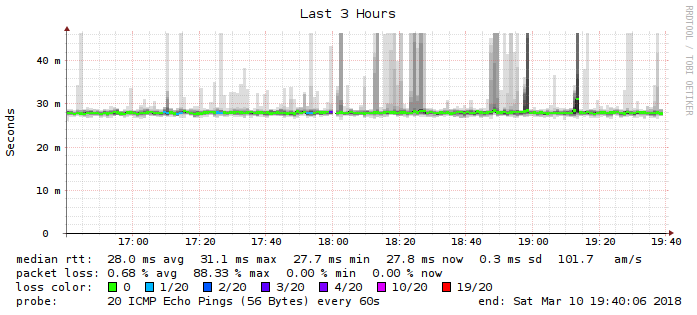 Last 3 Hours
RRDTOOL / TOBI OETIKER
Seconds
40 m
30 m
20 m
10 m
0
17:00 17:20 17:40 18:00 18:20 18:40 19:00 19:20 19:40
median rtt: 28.0 ms avg 31.1 ms max 27.7 ms min 27.8 ms now 0.3 ms sd 101.7 am/s
packet loss: 0.68 % avg 88.33 % max 0.00 % min 0.00 % now
loss color: 0 1/20 2/20 3/20 4/20 10/20 19/20
probe: 20 ICMP Echo Pings (56 Bytes) every 60s end: Sat Mar 10 19:40:06 2018